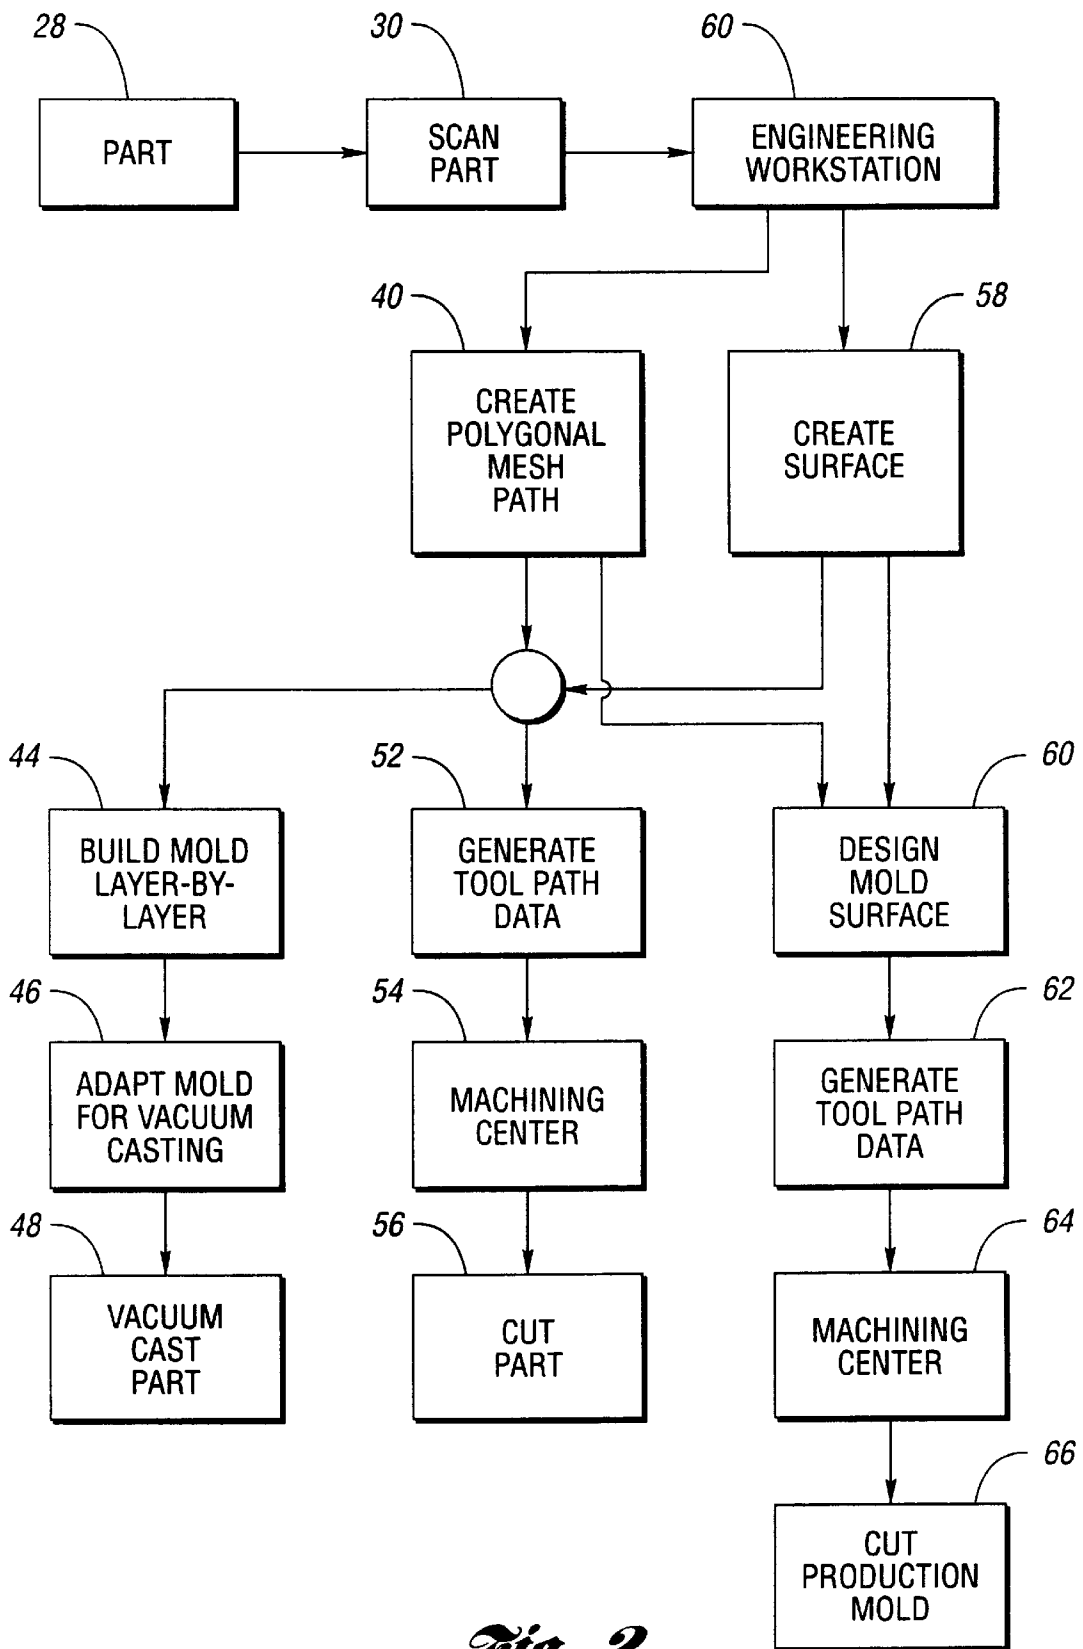 28
30
60
PART
SCAN
PART
ENGINEERING
WORKSTATION
40
58
CREATE
POLYGONAL
MESH
PATH
CREATE
SURFACE
44
52
60
BUILD MOLD
LAYER-BY-
LAYER
GENERATE
TOOL PATH
DATA
DESIGN
MOLD
SURFACE
46
54
62
ADAPT MOLD
FOR VACUUM
CASTING
MACHINING
CENTER
GENERATE
TOOL PATH
DATA
48
56
64
VACUUM
CAST
PART
CUT
PART
MACHINING
CENTER
66
CUT
PRODUCTION
MOLD
Fig. 2